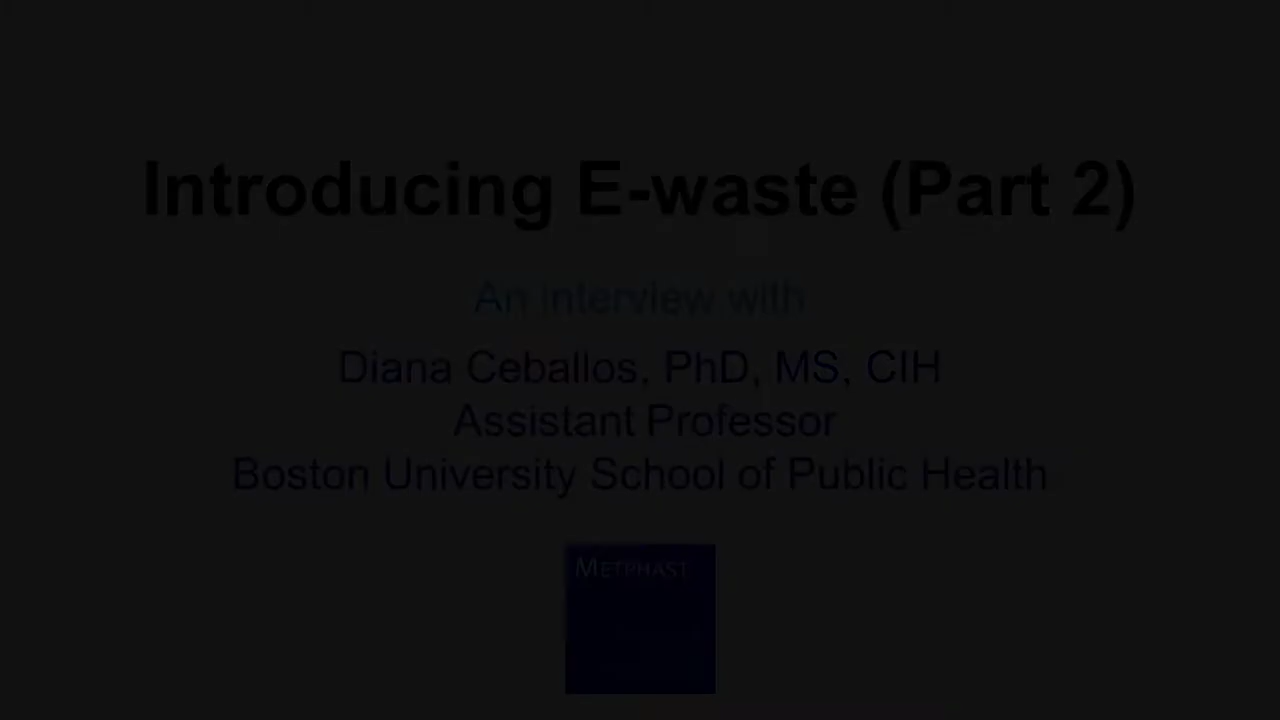 Introducing E-waste (Part 2)
An interview with
Diana Ceballos, PhD, MS, CIH
Assistant Professor
Boston University School of Public Health
METPHAST